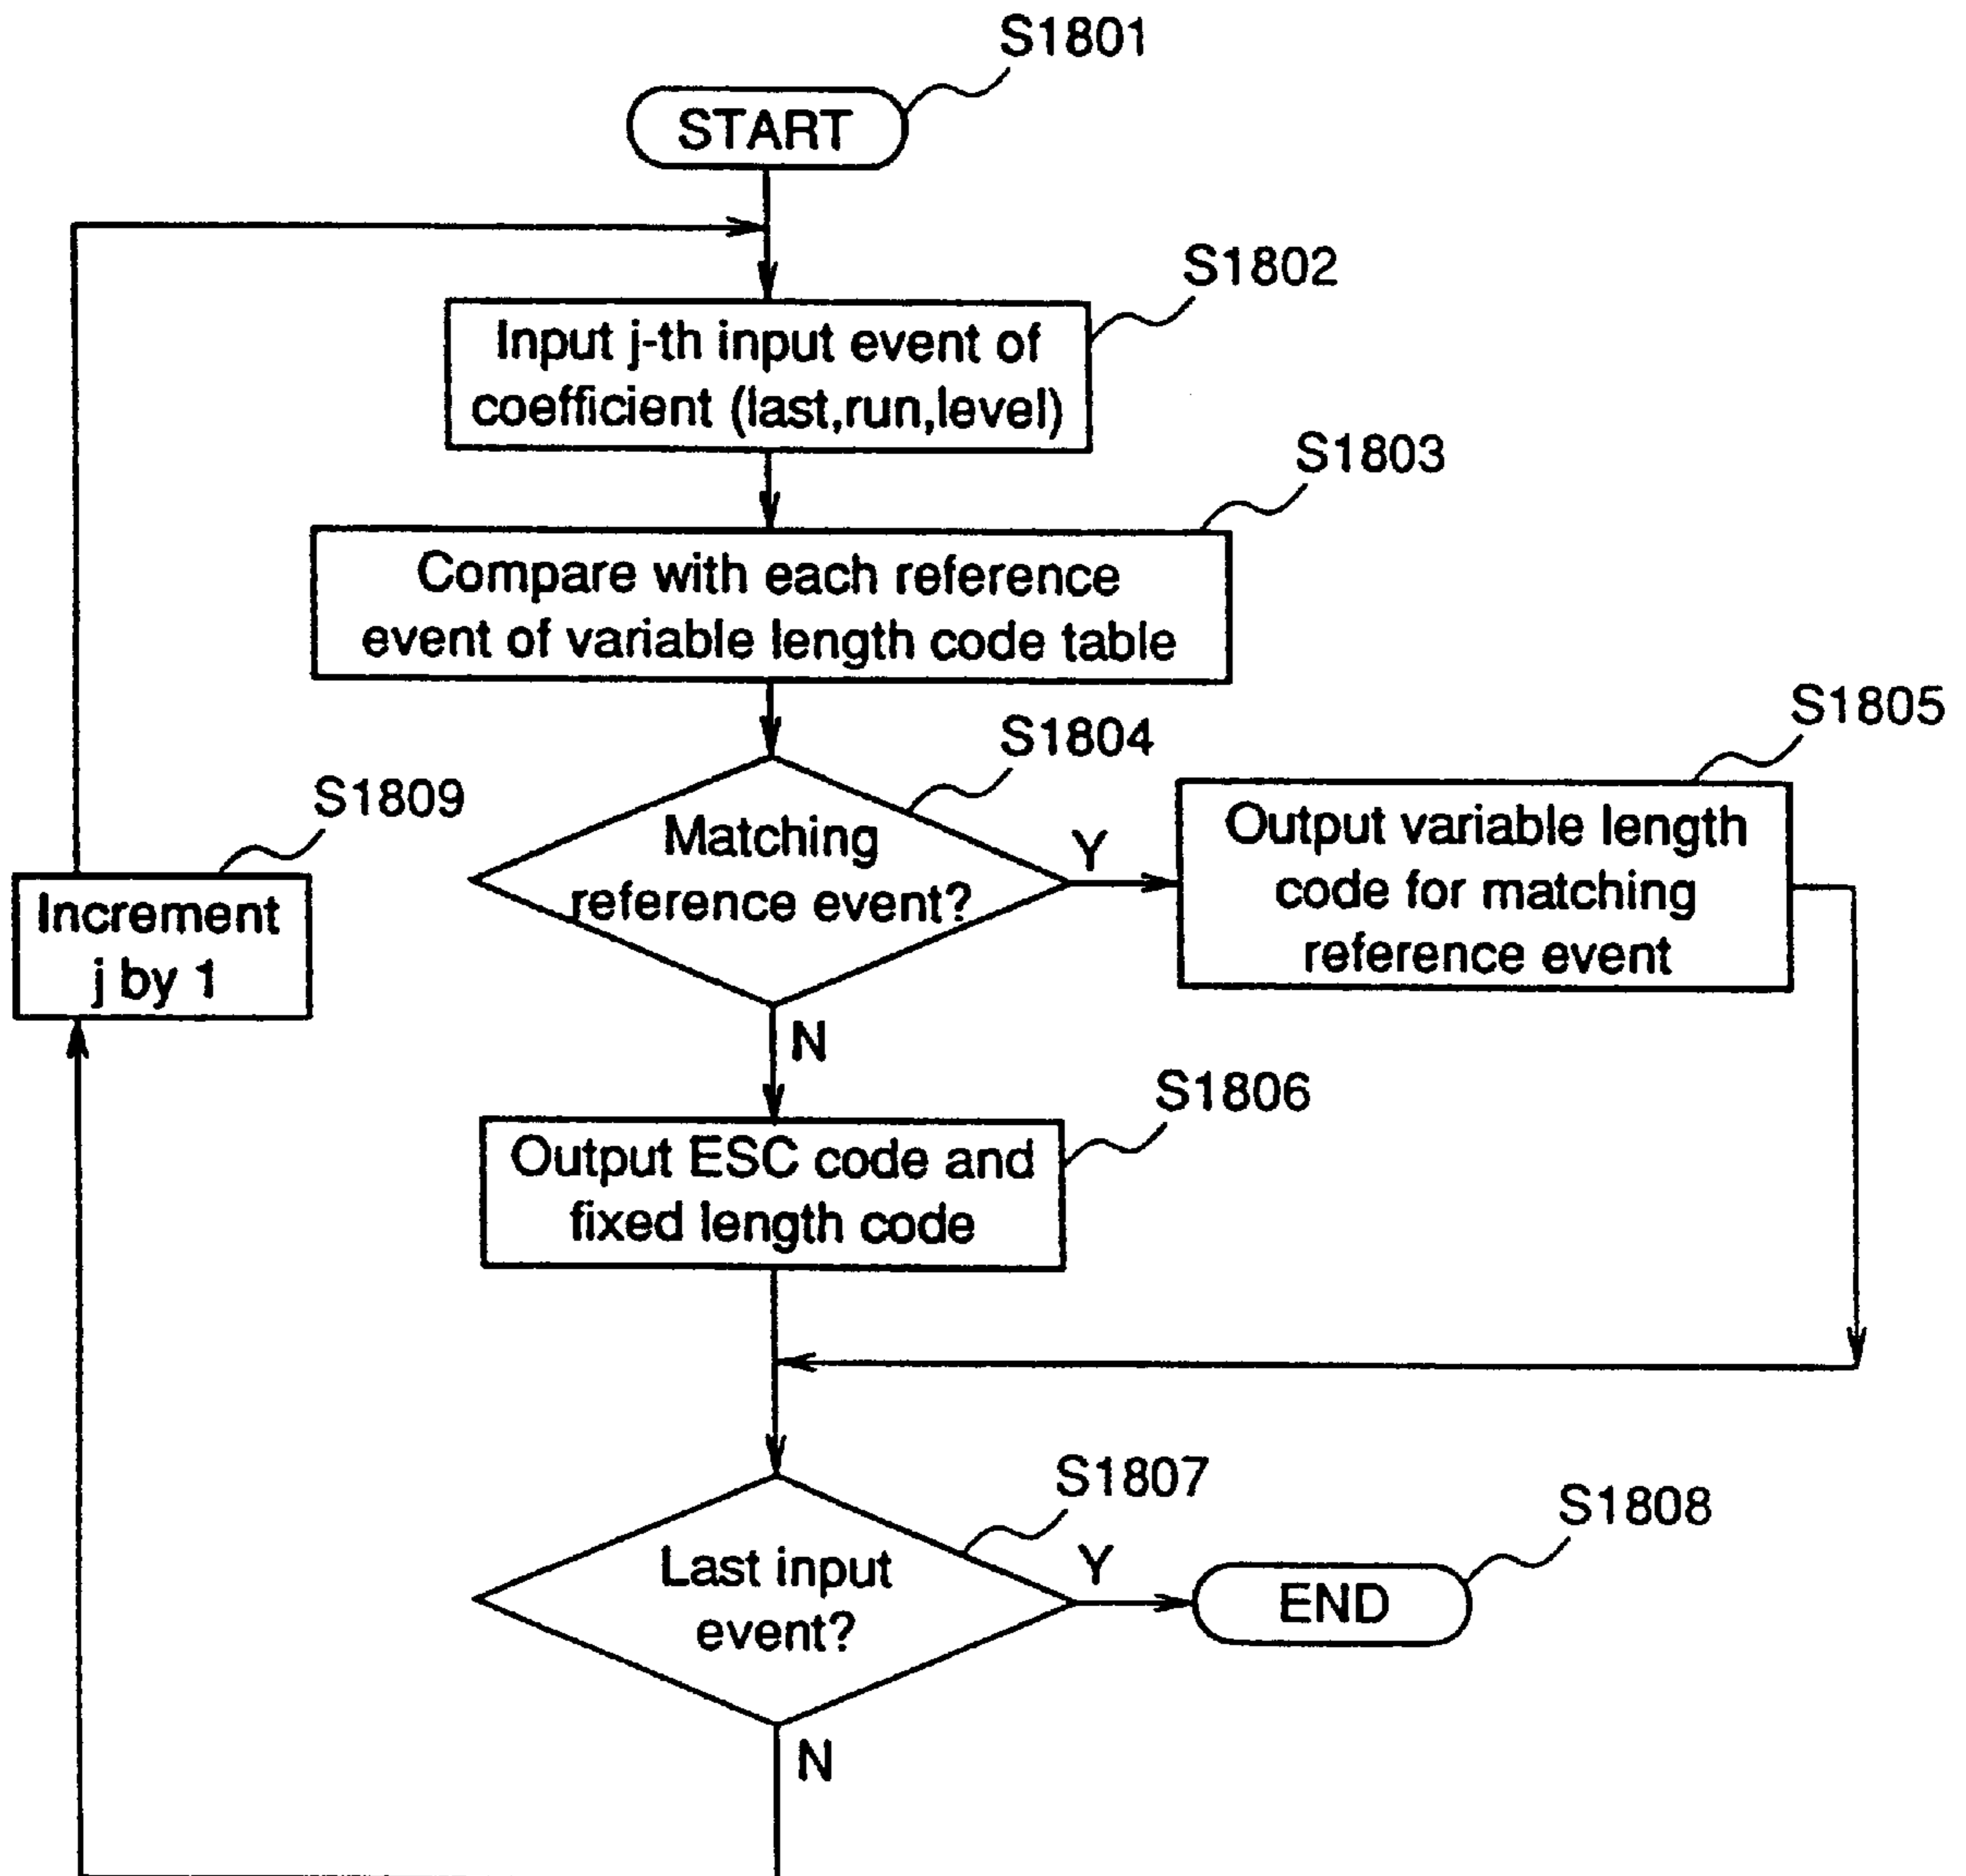 S1801
START
S1802
Input j-th input event of
coefficient (last,run,level)
S1803
Compare with each reference
event of variable length code table
S1804
Matching
reference event?
Y
S1805
Output variable length
code for matching
reference event
S1809
Increment
j by 1
N
S1806
Output ESC code and
fixed length code
S1807
Last input
event?
Y
S1808
END
N